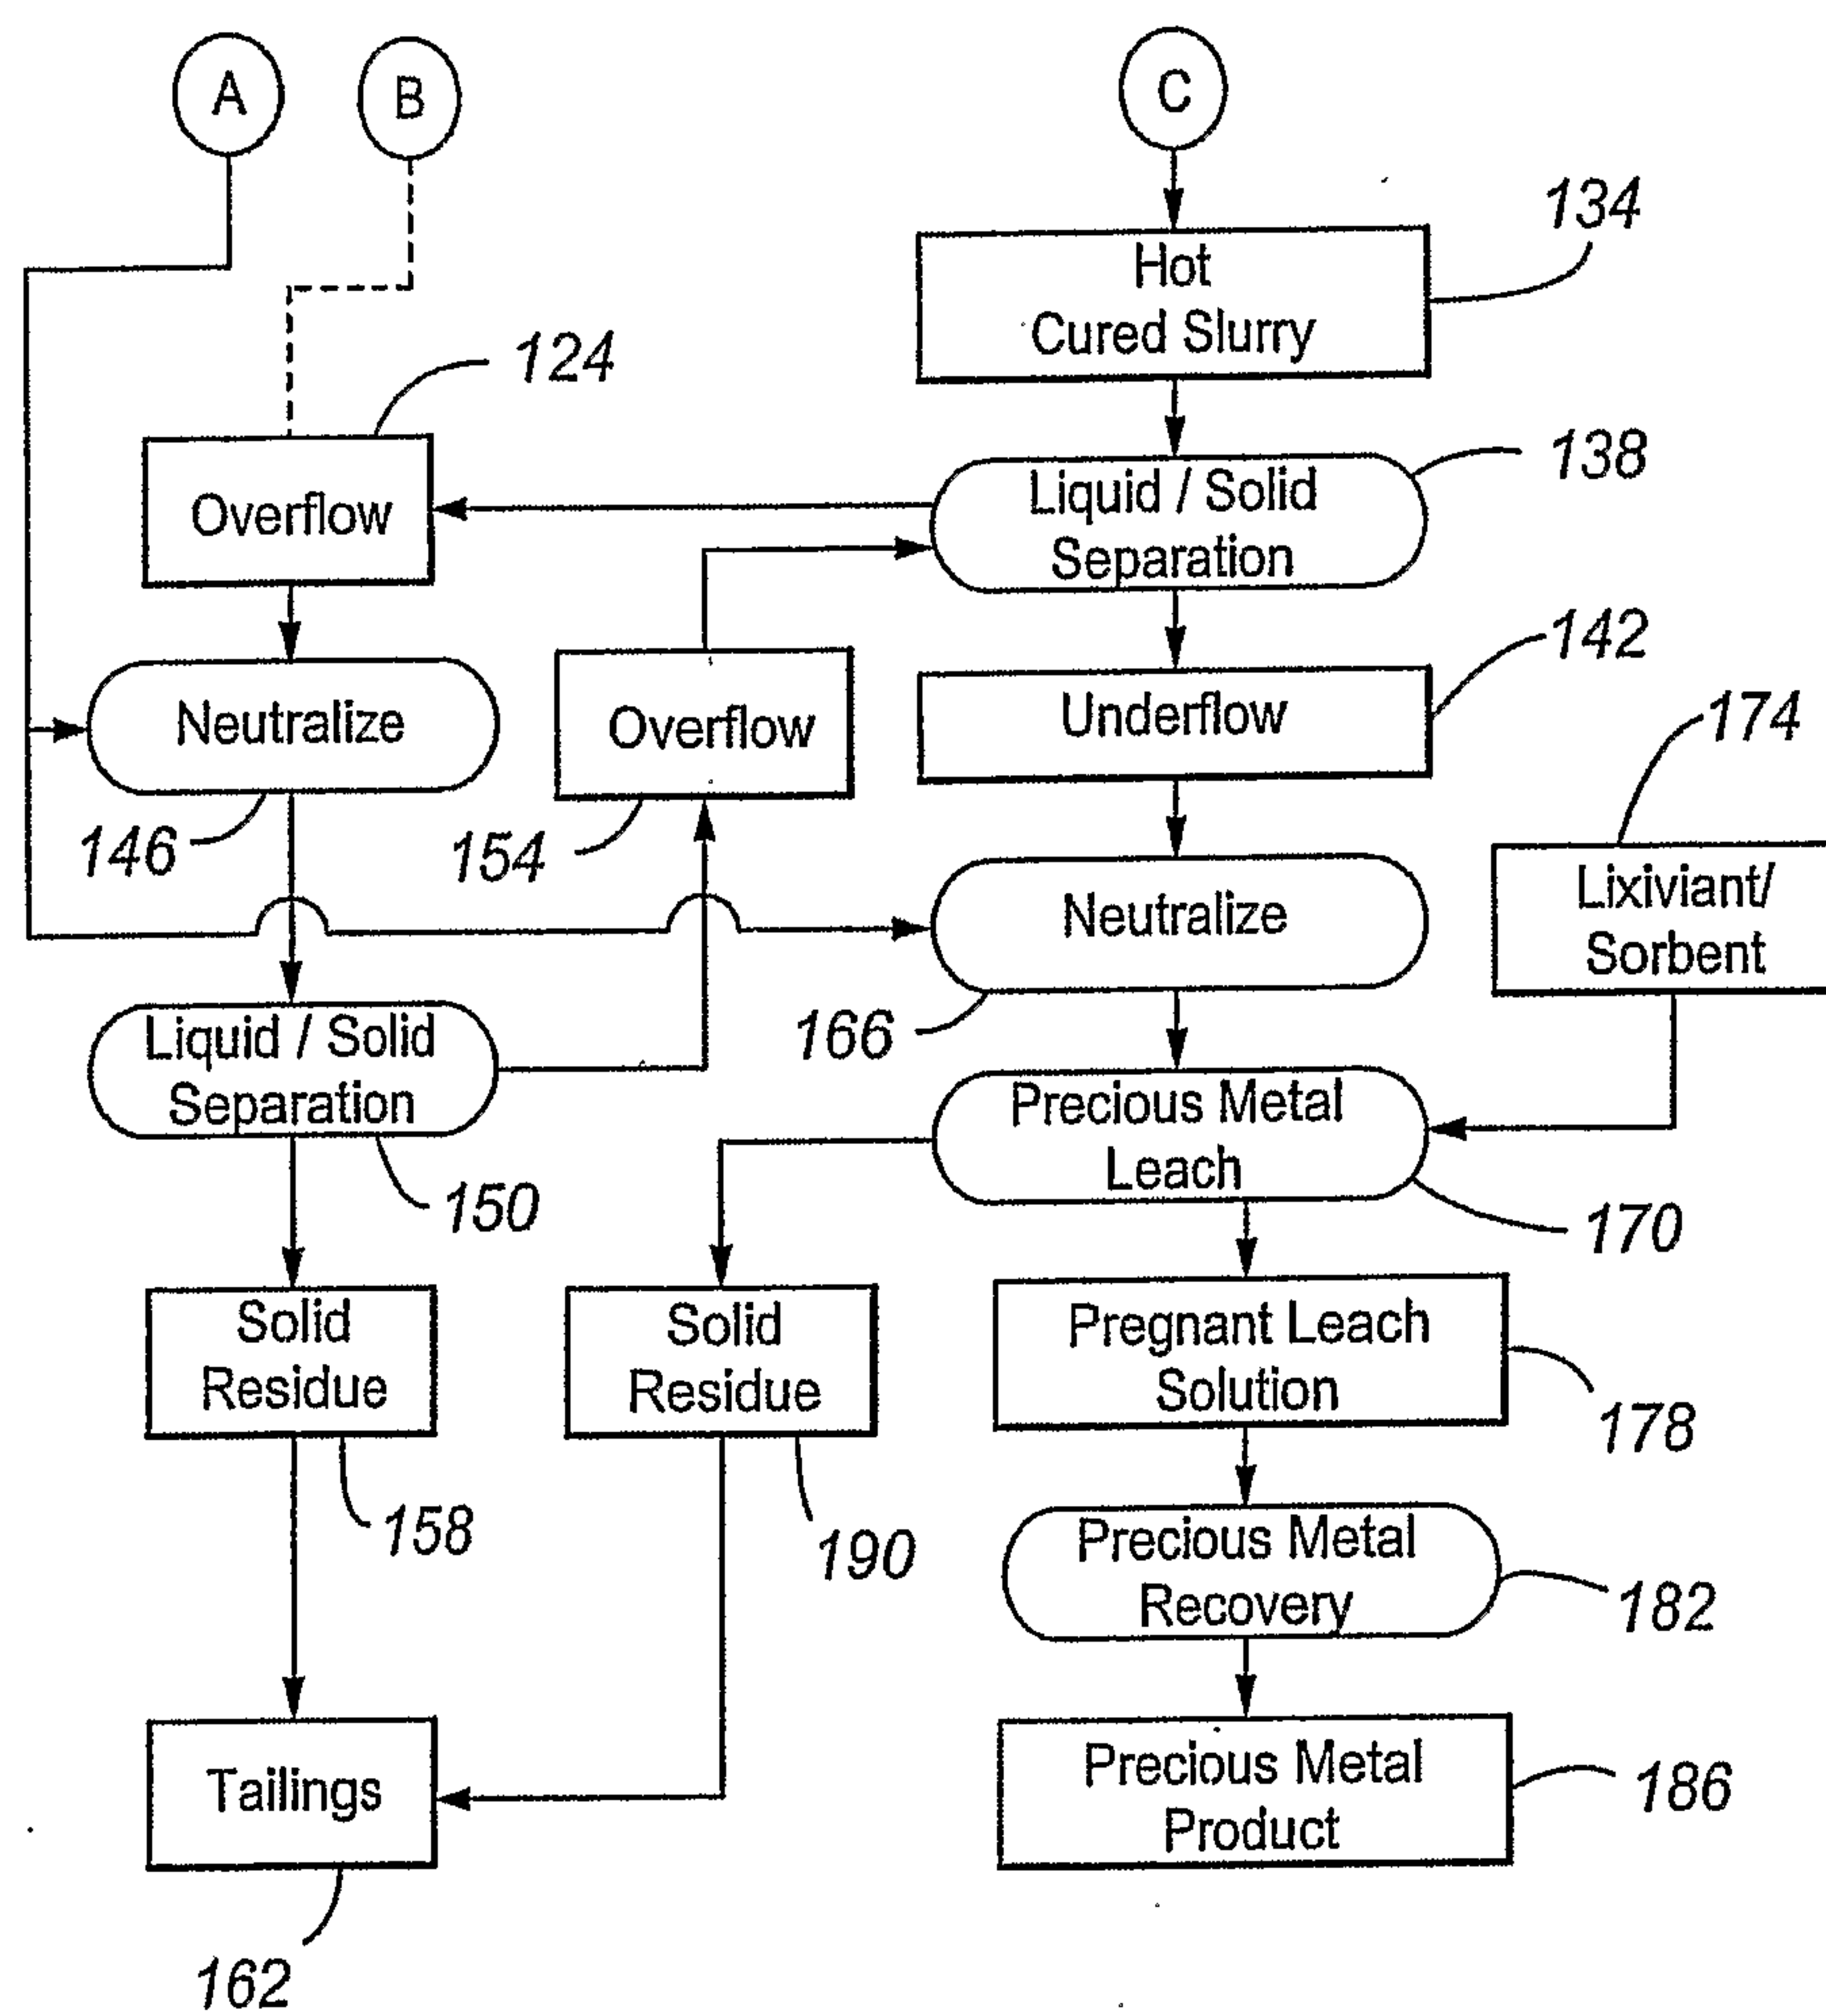 A
B
C
134
Hot
Cured Slurry
124
138
Overflow
Liquid / Solid
Separation
142
Neutralize
Overflow
Underflow
174
146
154
Lixiviant/
Sorbent
Neutralize
166
Liquid / Solid
Separation
Precious Metal
Leach
150
170
Solid
Residue
Solid
Residue
Pregnant Leach
Solution
178
158
190
Precious Metal
Recovery
182
Tailings
Precious Metal
Product
186
162